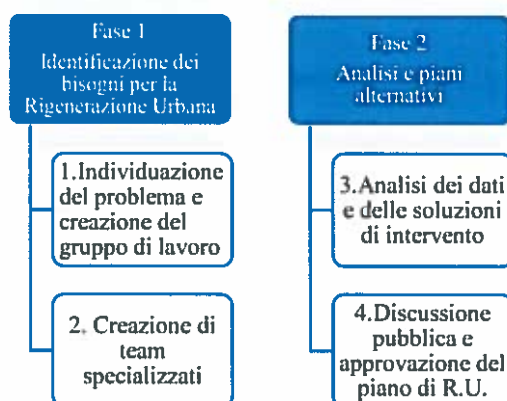 Fase 1
Identificazione dei
bisogni per la
Rigenerazione Urbana
1.Individuazione
del problema e
creazione del
gruppo di lavoro
2. Creazione di
team
specializzati
Fase 2
Analisi e piani
alternativi
3.Analisi dei dati
e delle soluzioni
di intervento
4.Discussione
pubblica e
approvazione del
piano di R.U.